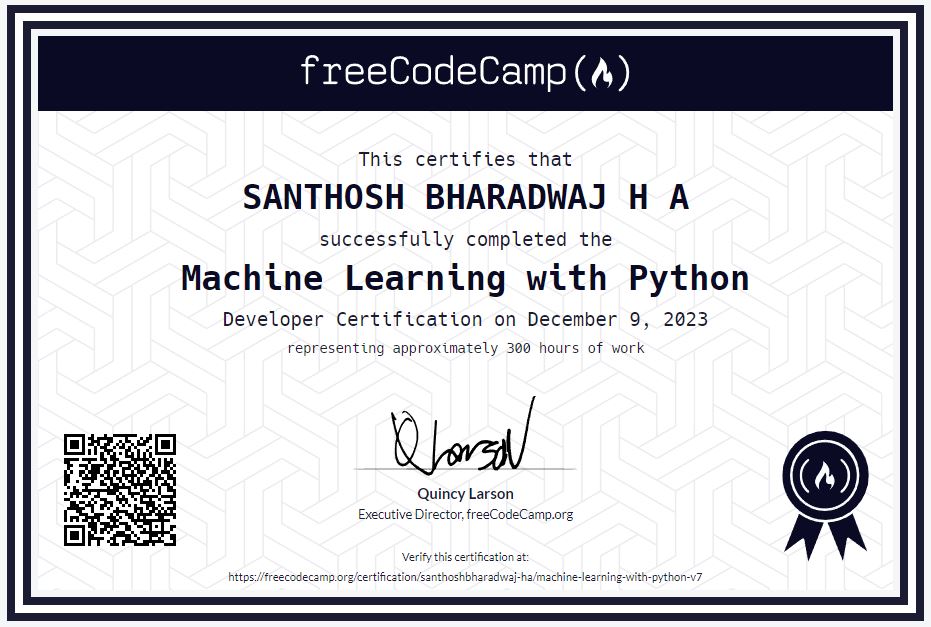 freeCodeCamp
This certifies that
SANTHOSH BHARADWAJ H A
successfully completed the
Machine Learning with Python
Developer Certification on December 9, 2023
representing approximately 300 hours of work
Q Larson
Quincy Larson
Executive Director, freeCodeCamp.org
Verify this certification at:
https://freecodecamp.org/certification/santhoshbharadwaj-ha/machine-learning-with-python-v7